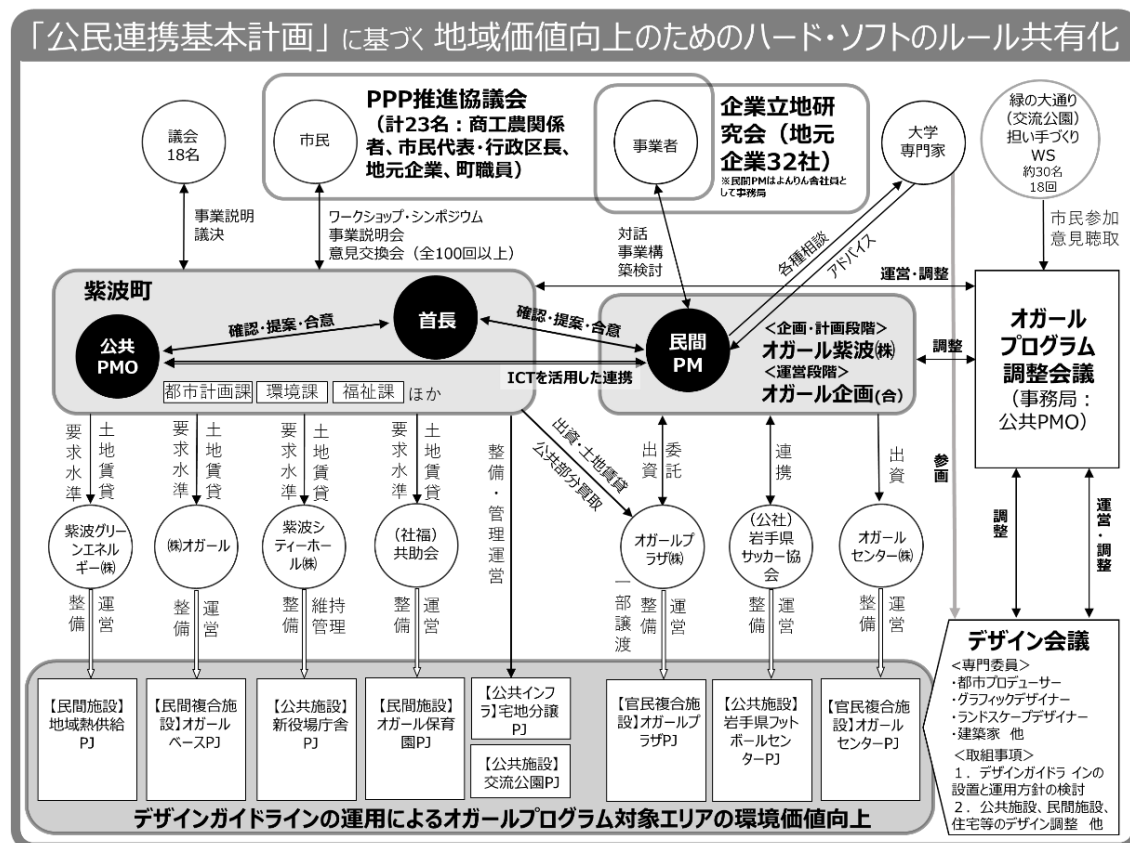 「公民連携基本計画」に基づく 地域価値向上のためのハード・ソフトのルール共有化
議会
18名
市民
PPP推進協議会
(計23名：商工農関係
者、市民代表・行政区長、
地元企業、町職員)
事業者
企業立地研
究会（地元
企業32社）
※民間PMはよんりん舎社員と
して事務局
大学
専門家
緑の大通り
(交流公園)
担い手づくり
WS
約30名
18回
事業説明
議決
ワークショップ・シンポジウム
事業説明会
意見交換会（全100回以上）
対話
事業構
築検討
各種相談
アドバイス
市民参加
意見聴取
運営・調整
紫波町
公共
PMO
確認・提案・合意
首長
確認・提案・合意
ICTを活用した連携
都市計画課
環境課
福祉課
ほか
民間
PM
<企画・計画段階>
オガール紫波㈱
<運営段階>
オガール企画(合)
調整
オガール
プログラム
調整会議
(事務局：
公共PMO)
要求水準
土地賃貸
要求水準
土地賃貸
要求水準
土地賃貸
要求水準
土地賃貸
整備・管理運営
出資・土地賃貸
公共部分買取
出資
委託
連携
出資
参画
調整
運営・調整
紫波グリー
ンエネル
ギー㈱
㈱オガール
紫波シ
ティーホー
ル㈱
(社福)
共助会
オガールプ
ラザ㈱
(公社)
岩手県
サッカー協
会
オガール
センター㈱
整備
運営
整備
運営
整備
維持管理
整備
運営
一部譲渡
整備
運営
整備
運営
整備
運営
【民間施設】
地域熱供給
PJ
【民間複合施
設】オガール
ベースPJ
【公共施設】
新役場庁舎
PJ
【民間施設】
オガール保育
園PJ
【公共インフ
ラ】宅地分譲
PJ
【公共施設】
交流公園PJ
【官民複合施
設】オガールプ
ラザPJ
【公共施設】
岩手県フット
ボールセン
ターPJ
【官民複合施
設】オガール
センターPJ
デザインガイドラインの運用によるオガールプログラム対象エリアの環境価値向上
デザイン会議
<専門委員>
・都市プロデューサー
・グラフィックデザイナー
・ランドスケープデザイナー
・建築家 他
<取組事項>
１．デザインガイドラ インの
設置と運用方針の検討
２．公共施設、民間施設、
住宅等のデザイン調整 他